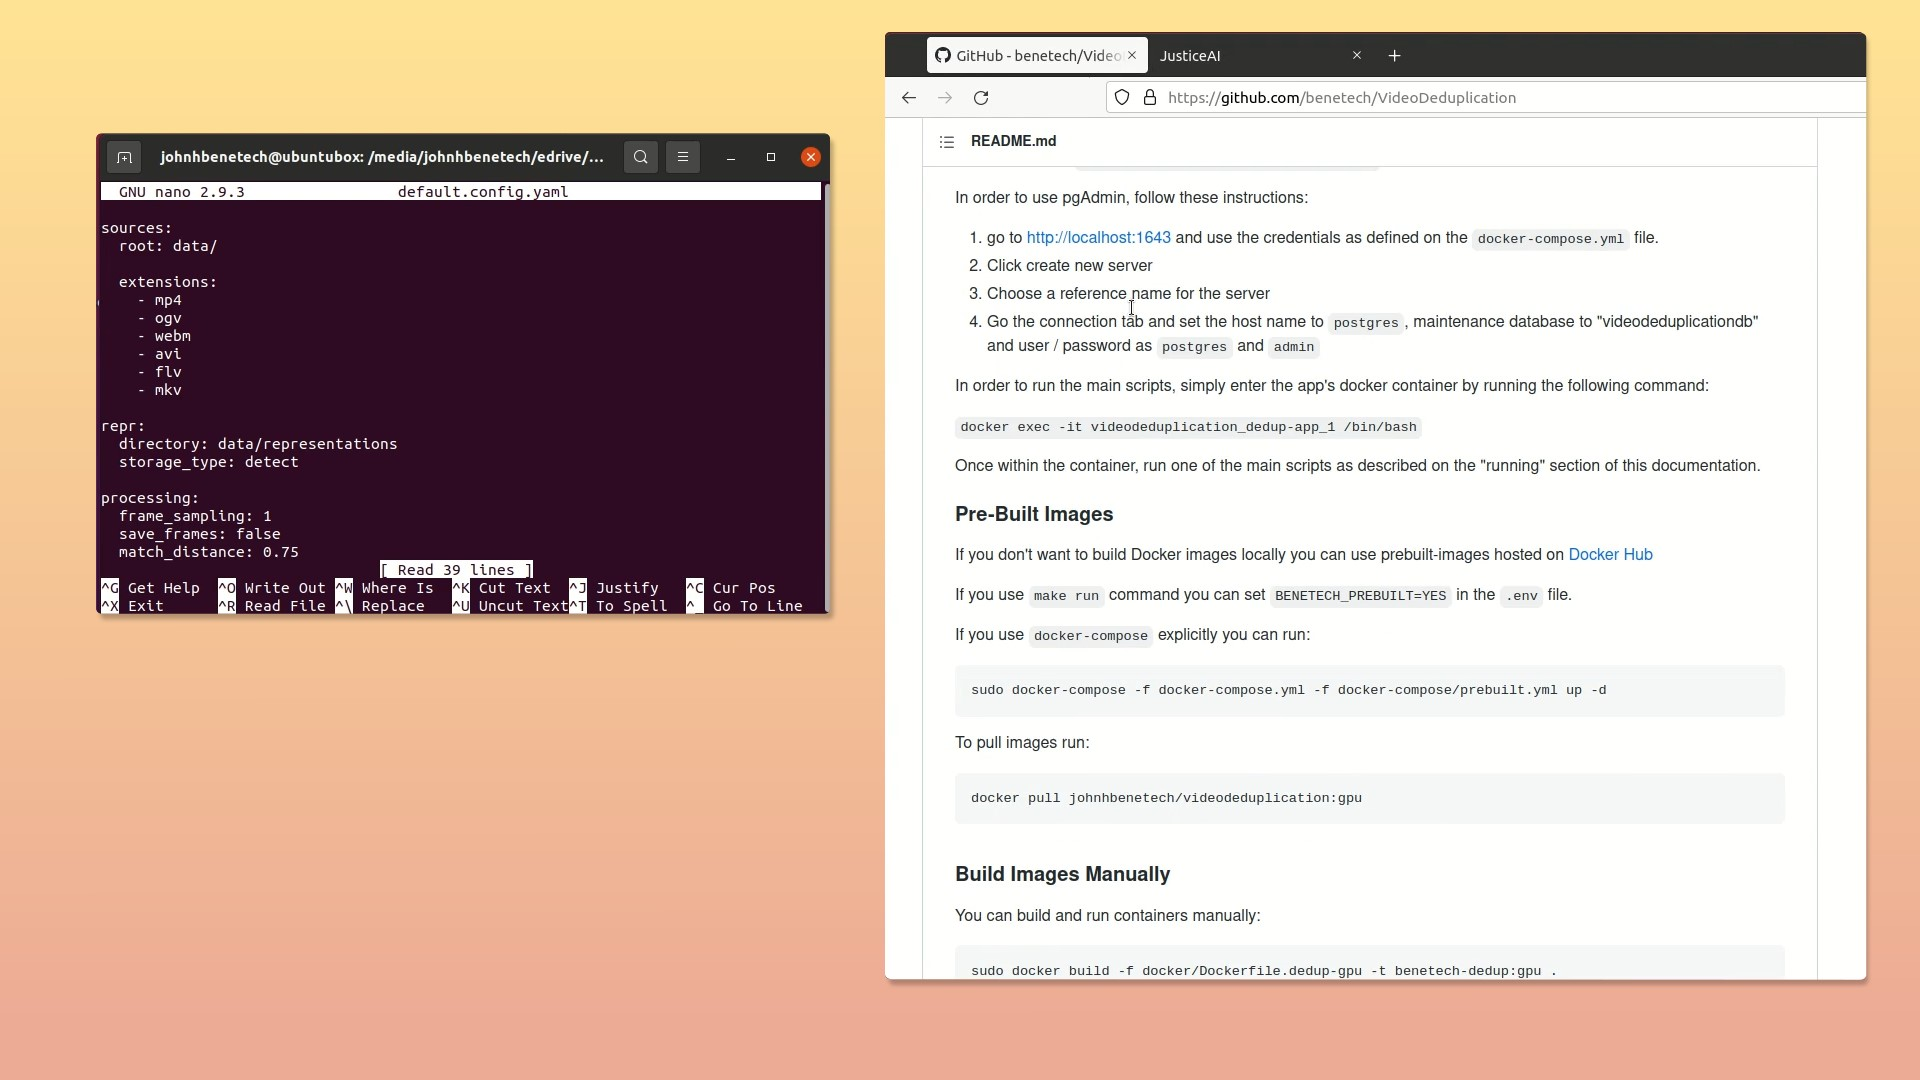 johnhbenetech@ubuntubox: /media/johnhbenetech/edrive/...
GNU nano 2.9.3 default.config.yaml
sources:
root: data/
extensions:
- mp4
- ogv
- webm
- avi
- flv
- mkv
repr:
directory: data/representations
storage_type: detect
processing:
frame_sampling: 1
save_frames: false
match_distance: 0.75
[ Read 39 lines ]
^G Get Help ^O Write Out ^W Where Is ^K Cut Text ^J Justify ^C Cur Pos
^X Exit ^R Read File ^\ Replace ^U Uncut Text ^T To Spell ^_ Go To Line
GitHub - benetech/Video
JusticeAI
https://github.com/benetech/VideoDeduplication
README.md
In order to use pgAdmin, follow these instructions:
1. go to http://localhost:1643 and use the credentials as defined on the docker-compose.yml file.
2. Click create new server
3. Choose a reference name for the server
4. Go the connection tab and set the host name to postgres , maintenance database to "videodeduplicationdb"
and user / password as postgres and admin
In order to run the main scripts, simply enter the app's docker container by running the following command:
docker exec -it videodeduplication_dedup-app_1 /bin/bash
Once within the container, run one of the main scripts as described on the "running" section of this documentation.
Pre-Built Images
If you don't want to build Docker images locally you can use prebuilt-images hosted on Docker Hub
If you use make run command you can set BENETECH_PREBUILT=YES in the .env file.
If you use docker-compose explicitly you can run:
sudo docker-compose -f docker-compose.yml -f docker-compose/prebuilt.yml up -d
To pull images run:
docker pull johnhbenetech/videodeduplication:gpu
Build Images Manually
You can build and run containers manually:
sudo docker build -f docker/Dockerfile.dedup-gpu -t benetech-dedup:gpu .